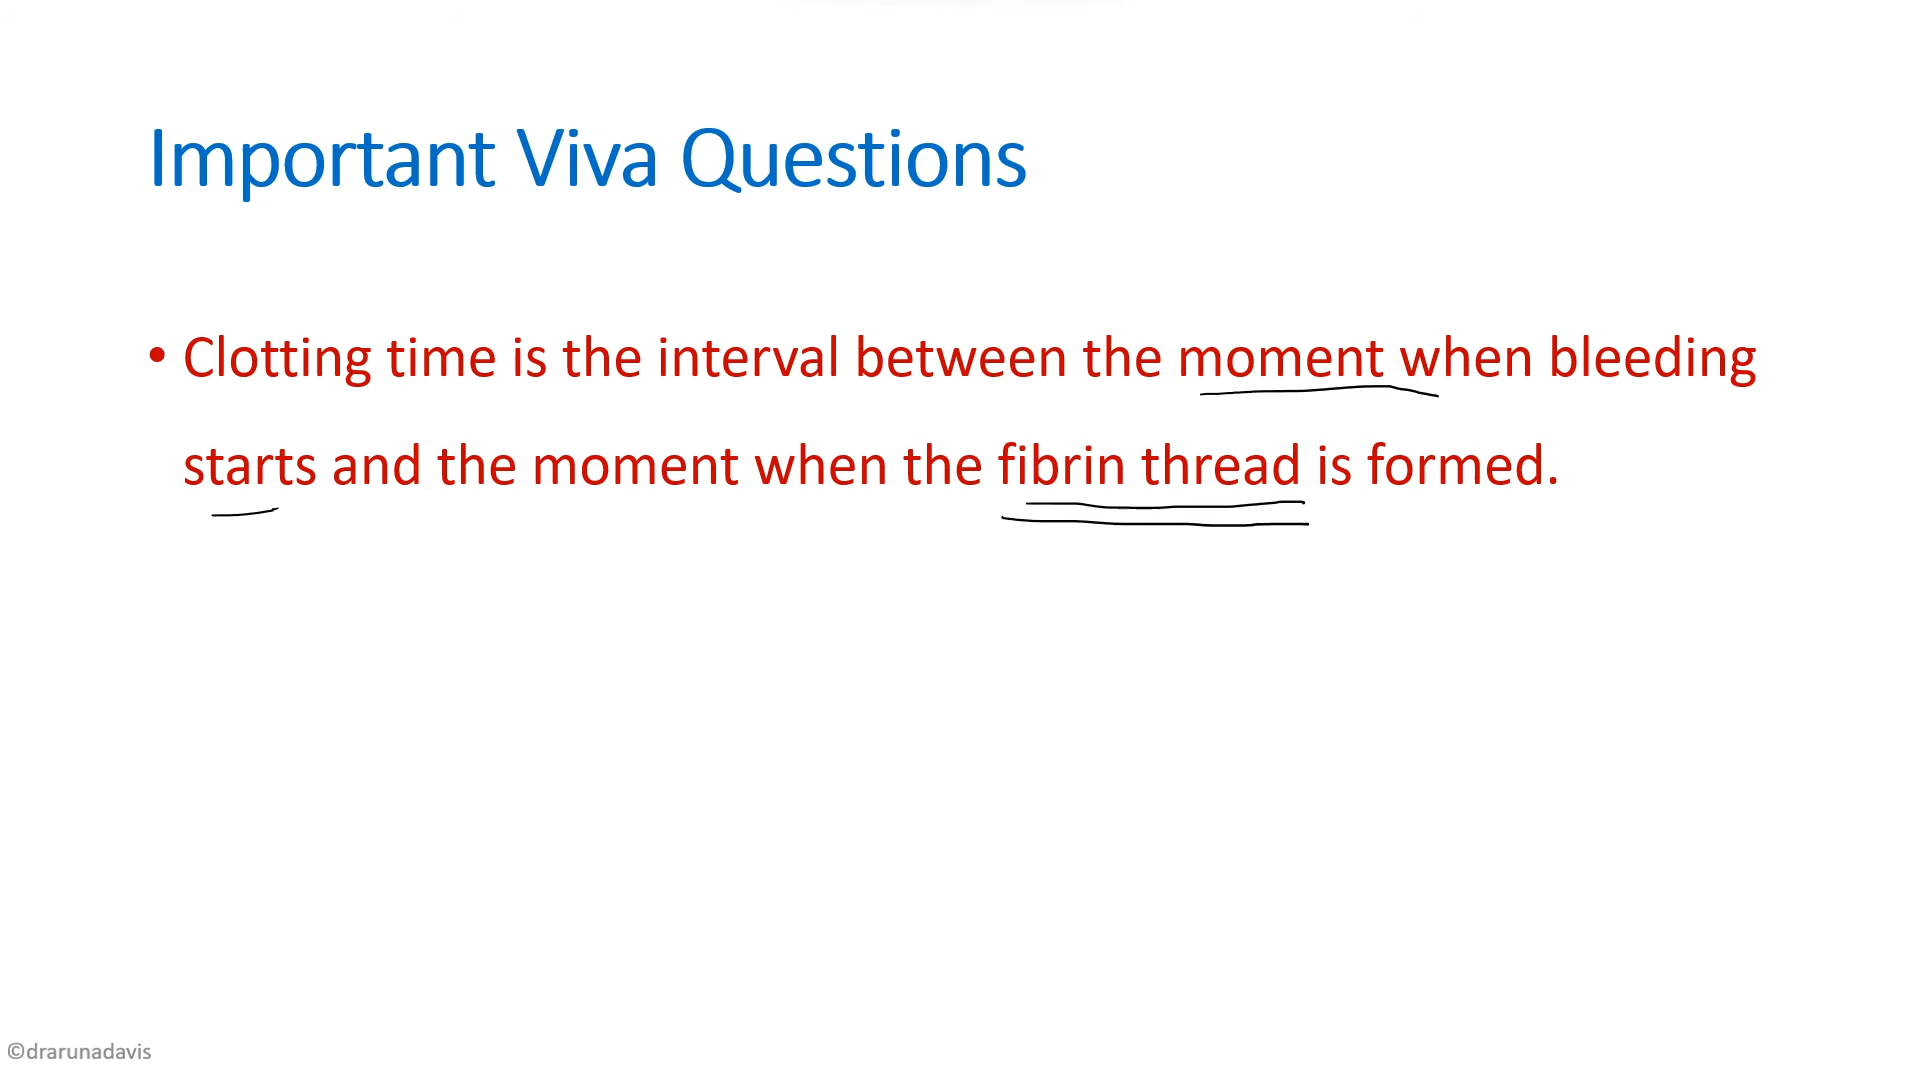 Important Viva Questions
• Clotting time is the interval between the moment when bleeding
starts and the moment when the fibrin thread is formed.
©drarunadavis